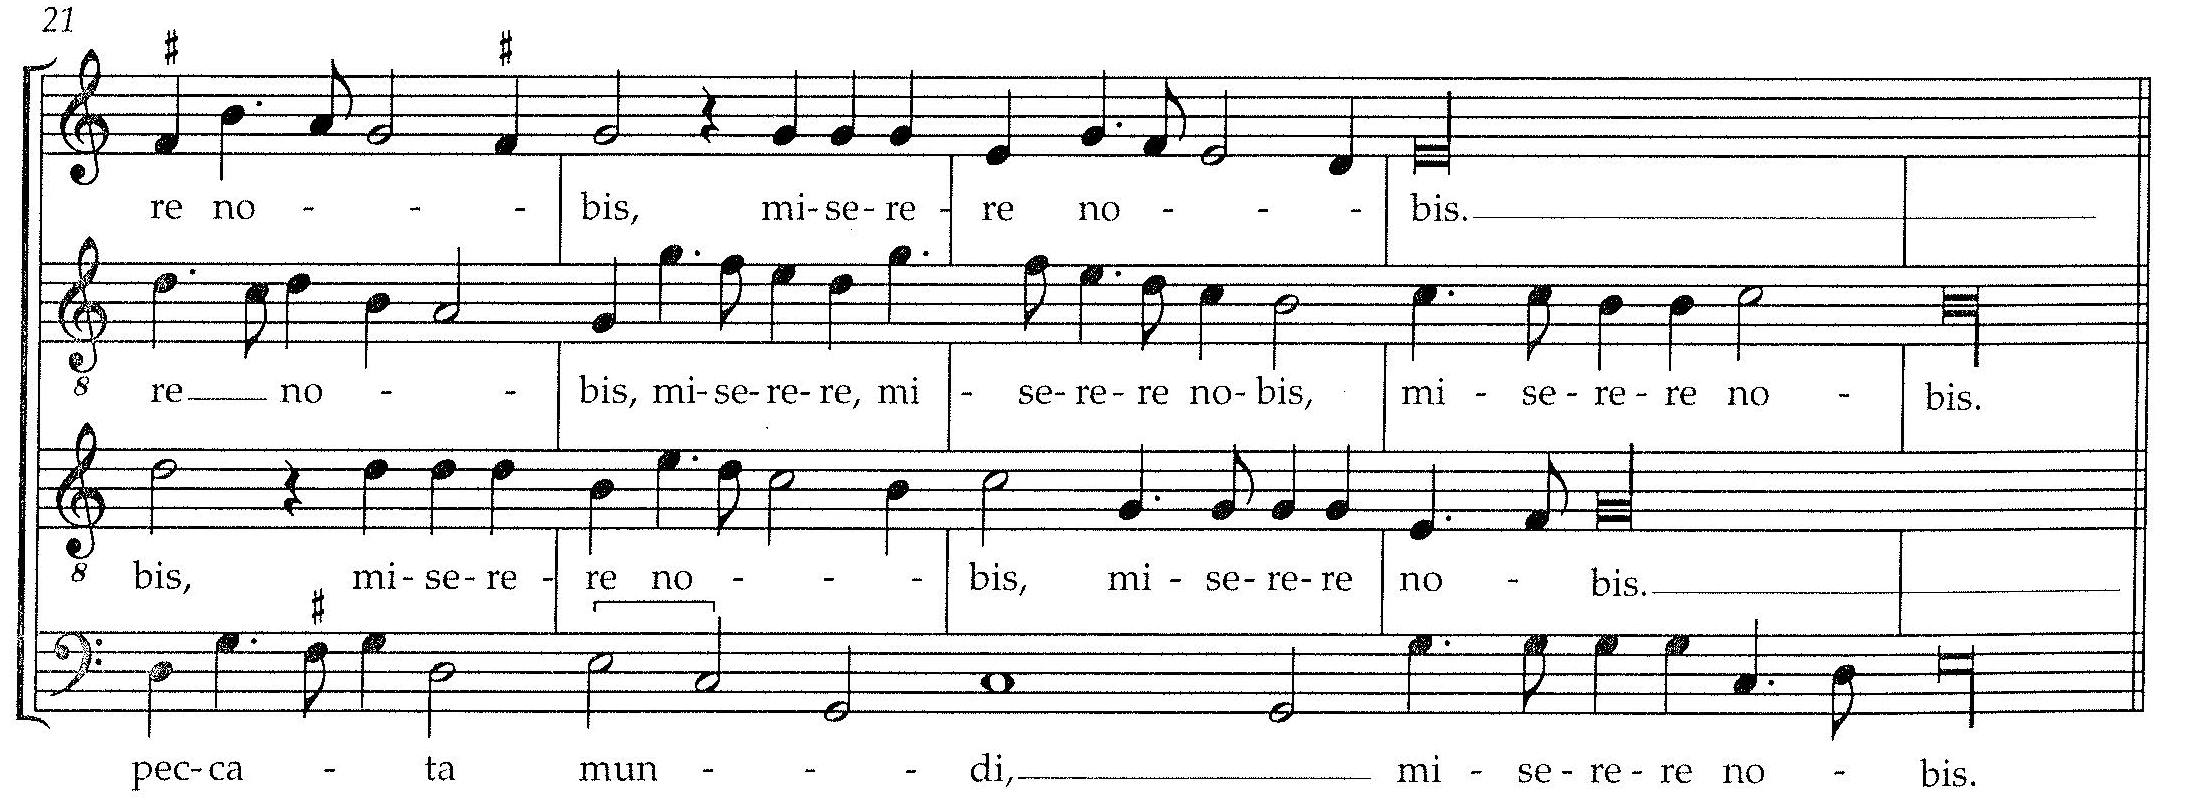 21
re no - - - bis, mi-se-re - re no - - - bis.
8
re no - - bis, mi-se-re-re, mi - se-re-re no-bis, mi - se-re-re no - bis.
8
bis, mi-se-re - re no - - - bis, mi - se-re-re no - bis.
pec-ca - ta mun - - - di, mi - se-re-re no - bis.